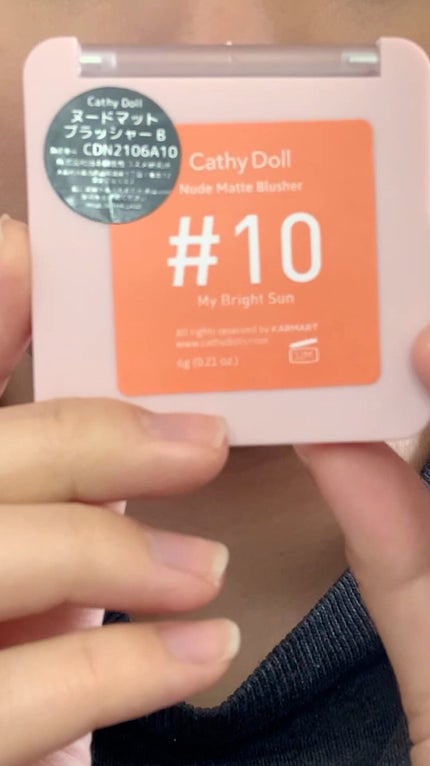 Cathy Doll
ヌードマット
ブラッシャー B
CDN2106A10
Cathy Doll
Nude Matte Blusher
#10
My Bright Sun
All rights reserved by KARMART
www.cathydoll.com
6g (0.21 oz.)
12M